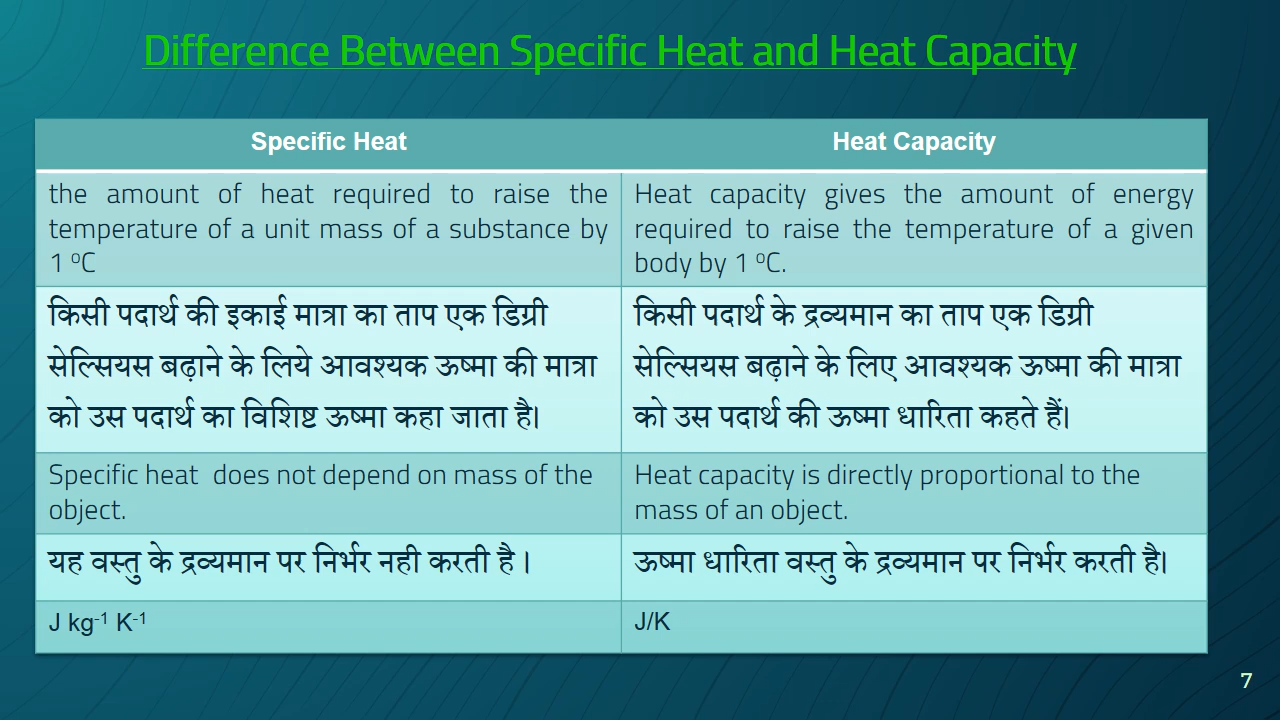 Difference Between Specific Heat and Heat Capacity
Specific Heat
Heat Capacity
the amount of heat required to raise the
temperature of a unit mass of a substance by
1 ºC
Heat capacity gives the amount of energy
required to raise the temperature of a given
body by 1 ºC.
किसी पदार्थ की इकाई मात्रा का ताप एक डिग्री
सेल्सियस बढ़ाने के लिये आवश्यक ऊष्मा की मात्रा
को उस पदार्थ का विशिष्ट ऊष्मा कहा जाता है।
किसी पदार्थ के द्रव्यमान का ताप एक डिग्री
सेल्सियस बढ़ाने के लिए आवश्यक ऊष्मा की मात्रा
को उस पदार्थ की ऊष्मा धारिता कहते हैं।
Specific heat does not depend on mass of the
object.
Heat capacity is directly proportional to the
mass of an object.
यह वस्तु के द्रव्यमान पर निर्भर नही करती है ।
ऊष्मा धारिता वस्तु के द्रव्यमान पर निर्भर करती है।
J kg⁻¹ K⁻¹
J/K
7